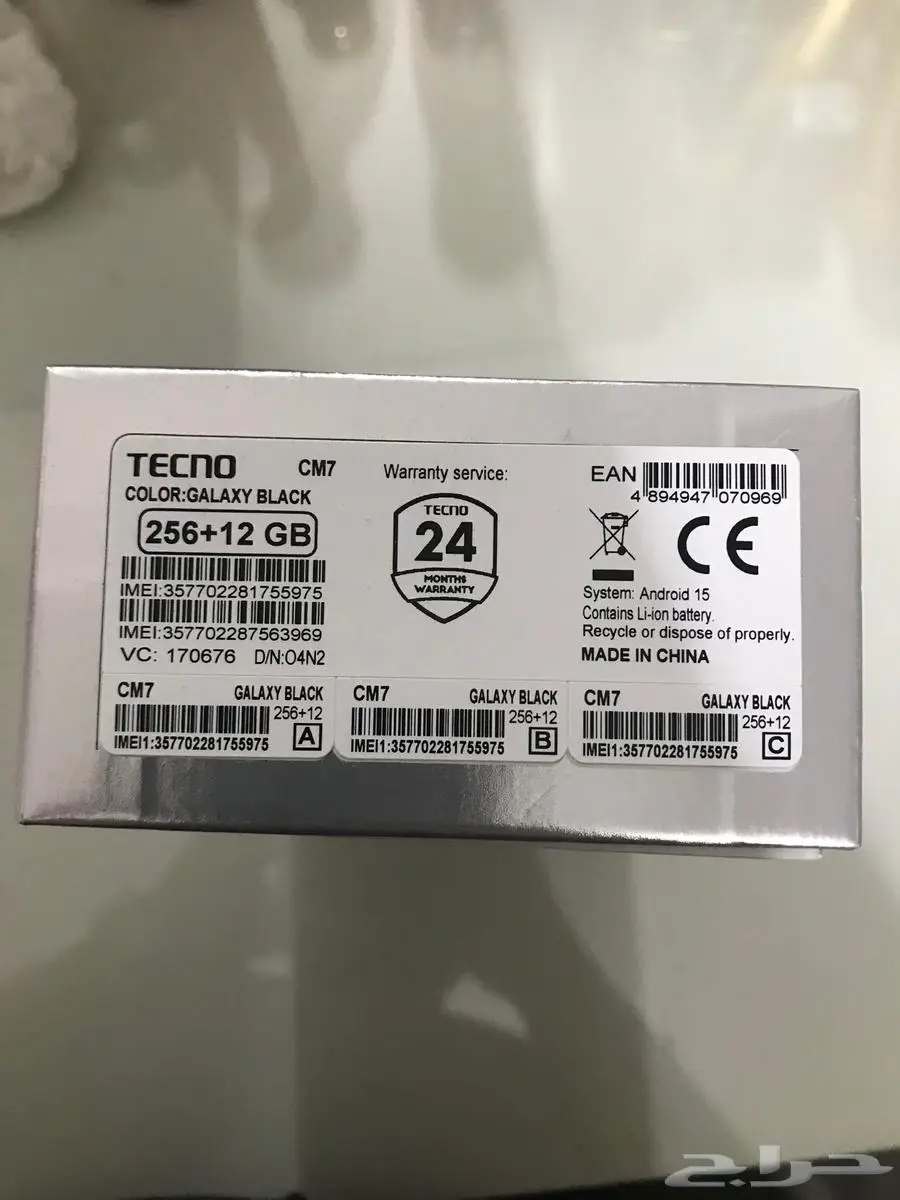 TECNO CM7
COLOR:GALAXY BLACK
256+12 GB
IMEI:357702281755975
IMEI:357702287563969
VC: 170676 D/N:04N2
Warranty service:
TECNO
24
MONTHS
WARRANTY
EAN
4 894947 070969
CE
System: Android 15
Contains Li-ion battery.
Recycle or dispose of properly.
MADE IN CHINA
CM7 GALAXY BLACK
256+12
IMEI1:357702281755975 A
CM7 GALAXY BLACK
256+12
IMEI1:357702281755975 B
CM7 GALAXY BLACK
256+12
IMEI1:357702281755975 C
حراج